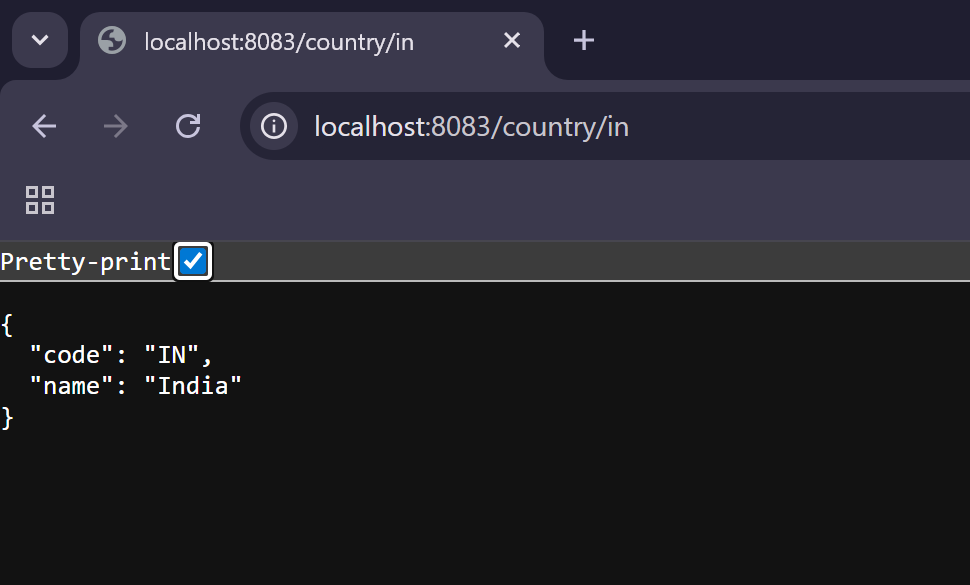 localhost:8083/country/in
localhost:8083/country/in
Pretty-print
{
  "code": "IN",
  "name": "India"
}